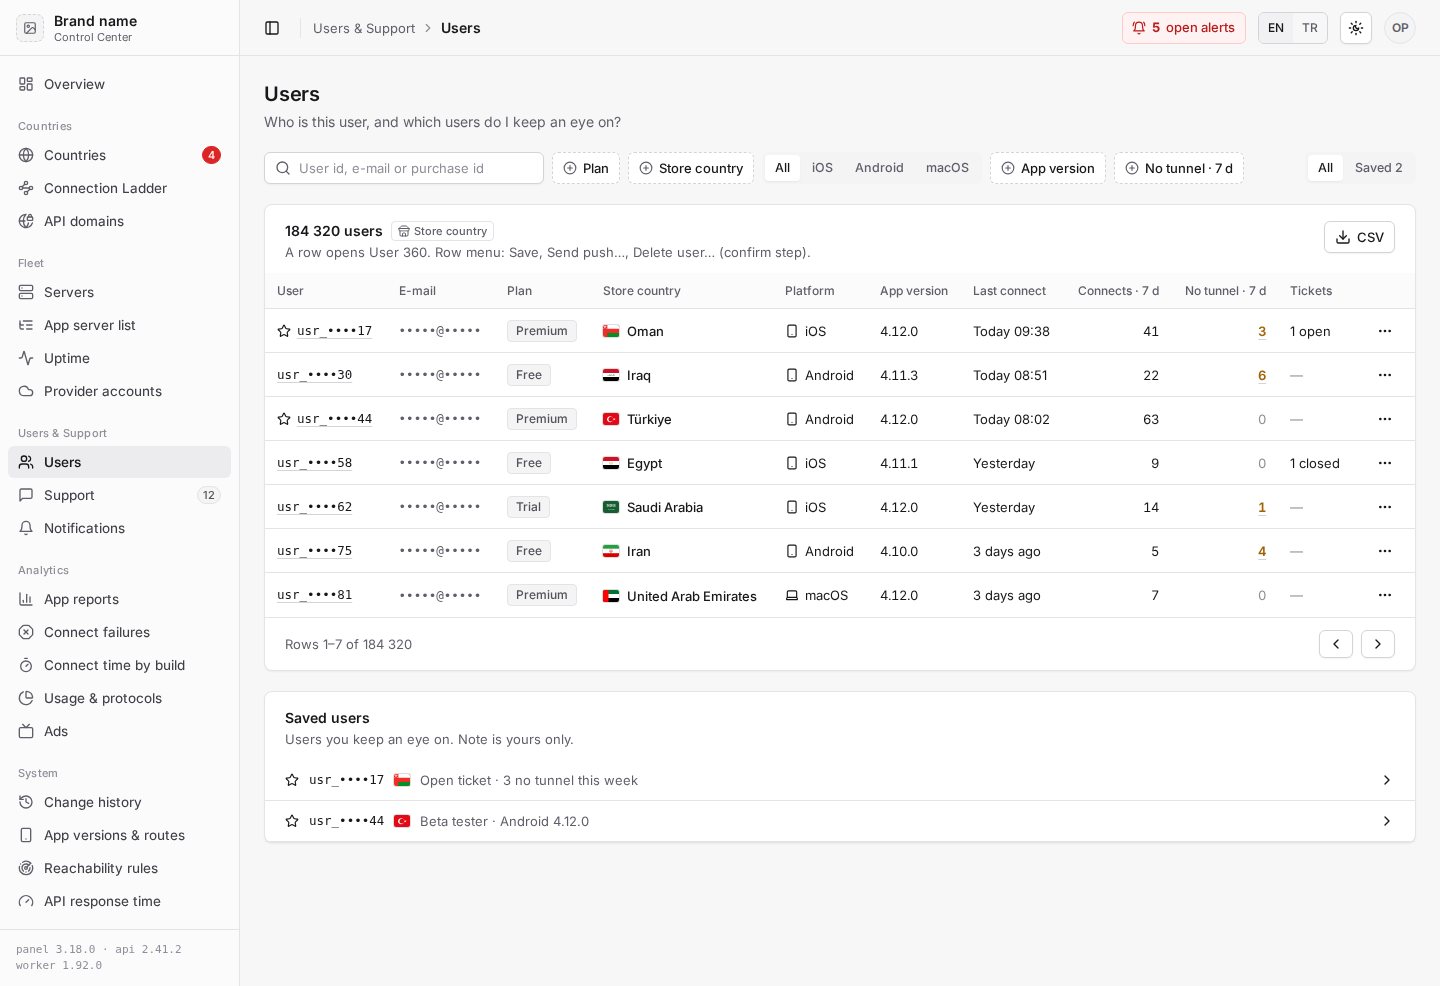 Brand name
Control Center
Users & Support
Users
5 open alerts
EN
TR
OP
Overview
Countries
Countries
4
Connection Ladder
API domains
Fleet
Servers
App server list
Uptime
Provider accounts
Users & Support
Users
Support
12
Notifications
Analytics
App reports
Connect failures
Connect time by build
Usage & protocols
Ads
System
Change history
App versions & routes
Reachability rules
API response time
panel 3.18.0 · api 2.41.2
worker 1.92.0
Users
Who is this user, and which users do I keep an eye on?
User id, e-mail or purchase id
Plan
Store country
All
iOS
Android
macOS
App version
No tunnel · 7 d
All
Saved 2
184 320 users
Store country
A row opens User 360. Row menu: Save, Send push..., Delete user... (confirm step).
CSV
User E-mail Plan Store country Platform App version Last connect Connects · 7 d No tunnel · 7 d Tickets
usr_••••17 •••••@••••• Premium Oman iOS 4.12.0 Today 09:38 41 3 1 open
usr_••••30 •••••@••••• Free Iraq Android 4.11.3 Today 08:51 22 6 —
usr_••••44 •••••@••••• Premium Türkiye Android 4.12.0 Today 08:02 63 0 —
usr_••••58 •••••@••••• Free Egypt iOS 4.11.1 Yesterday 9 0 1 closed
usr_••••62 •••••@••••• Trial Saudi Arabia iOS 4.12.0 Yesterday 14 1 —
usr_••••75 •••••@••••• Free Iran Android 4.10.0 3 days ago 5 4 —
usr_••••81 •••••@••••• Premium United Arab Emirates macOS 4.12.0 3 days ago 7 0 —
Rows 1–7 of 184 320
Saved users
Users you keep an eye on. Note is yours only.
usr_••••17 Open ticket · 3 no tunnel this week
usr_••••44 Beta tester · Android 4.12.0